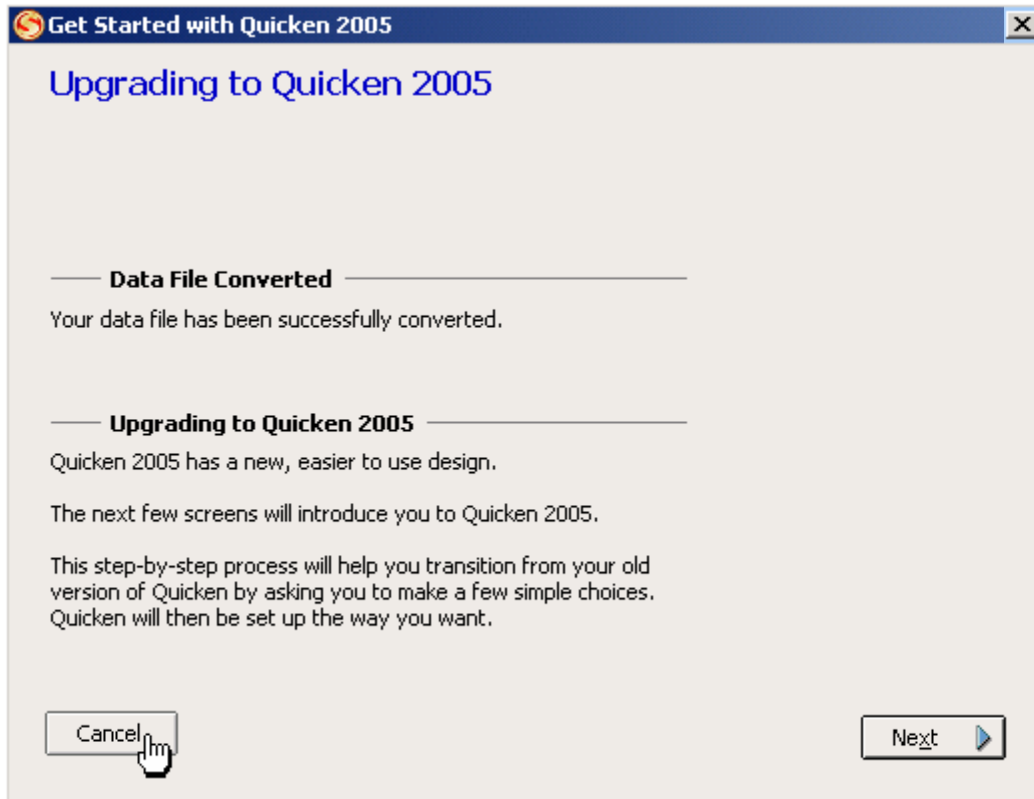 Get Started with Quicken 2005
Upgrading to Quicken 2005
Data File Converted
Your data file has been successfully converted.
Upgrading to Quicken 2005
Quicken 2005 has a new, easier to use design.
The next few screens will introduce you to Quicken 2005.
This step-by-step process will help you transition from your old
version of Quicken by asking you to make a few simple choices.
Quicken will then be set up the way you want.
Cancel
Next